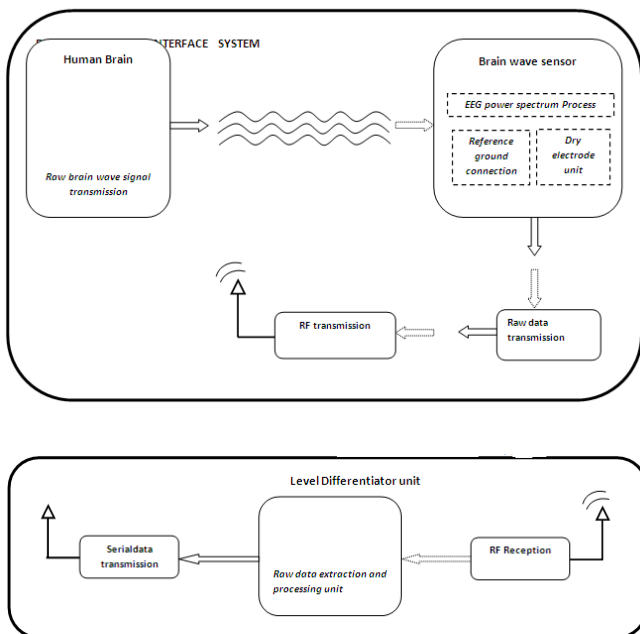 INTERFACE SYSTEM
Human Brain
Raw brain wave signal
transmission
Brain wave sensor
EEG power spectrum Process
Reference
ground
connection
Dry
electrode
unit
RF transmission
Raw data
transmission
Level Differentiator unit
Serialdata
transmission
Raw data extraction and
processing unit
RF Reception